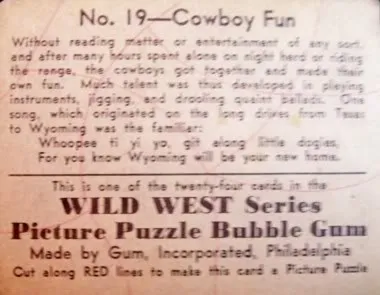 No. 19—Cowboy Fun
Without reading matter or entertainment of any sort,
and after many hours spent alone on night herd or riding
the range, the cowboys got together and made their
own fun. Much talent was thus developed in playing
instruments, jigging, and drooling quaint ballads. One
song, which originated on the long drives from Texas
to Wyoming was the familiar:
Whoopee ti yi yo, git along little dogies,
For you know Wyoming will be your new home.
This is one of the twenty-four cards in the
WILD WEST Series
Picture Puzzle Bubble Gum
Made by Gum, Incorporated, Philadelphia
Cut along RED lines to make this card a Picture Puzzle